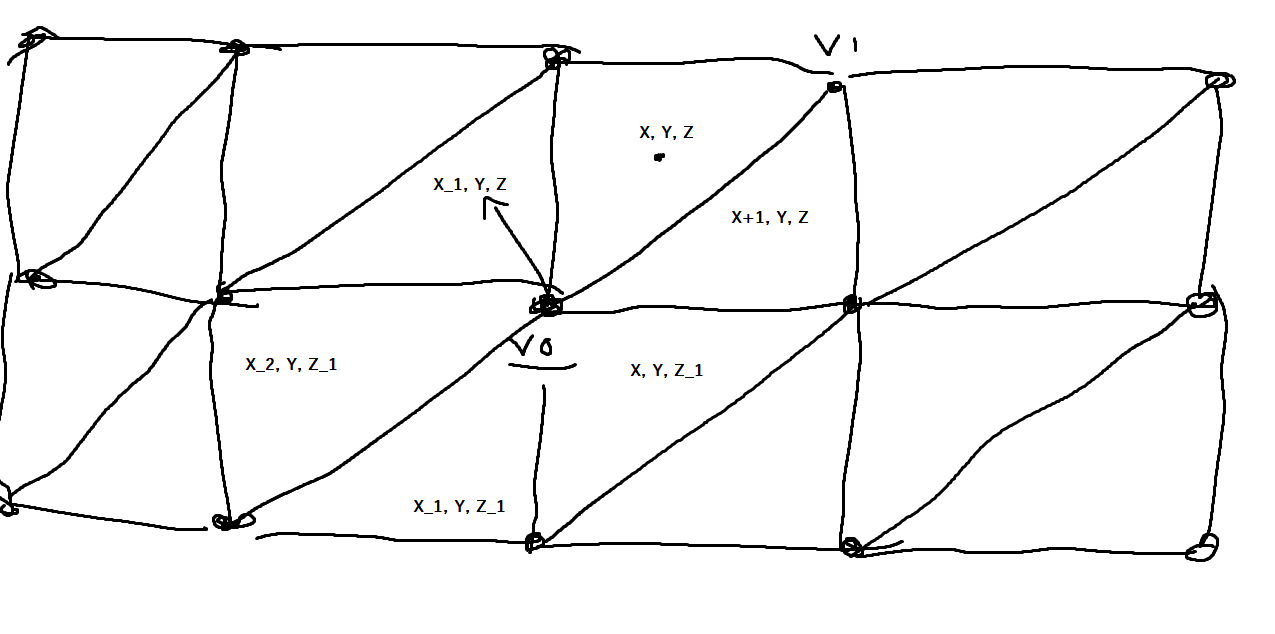 V1
X, Y, Z
X_1, Y, Z
X+1, Y, Z
V0
X_2, Y, Z_1
X, Y, Z_1
X_1, Y, Z_1